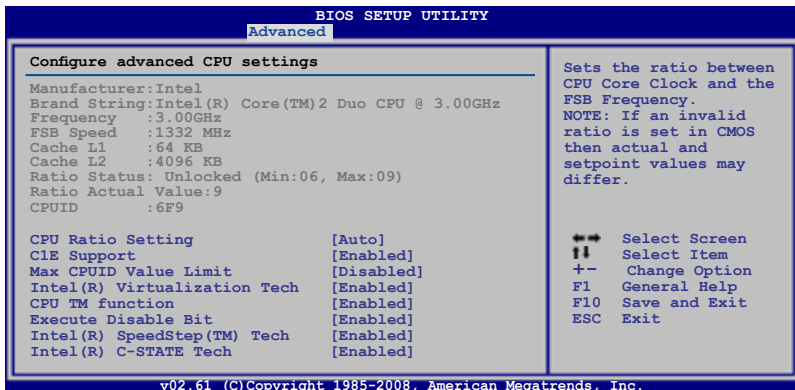 BIOS SETUP UTILITY
Advanced
Configure advanced CPU settings
Manufacturer:Intel
Brand String:Intel(R) Core(TM)2 Duo CPU @ 3.00GHz
Frequency :3.00GHz
FSB Speed :1332 MHz
Cache L1 :64 KB
Cache L2 :4096 KB
Ratio Status: Unlocked (Min:06, Max:09)
Ratio Actual Value:9
CPUID :6F9
CPU Ratio Setting [Auto]
C1E Support [Enabled]
Max CPUID Value Limit [Disabled]
Intel(R) Virtualization Tech [Enabled]
CPU TM function [Enabled]
Execute Disable Bit [Enabled]
Intel(R) SpeedStep(TM) Tech [Enabled]
Intel(R) C-STATE Tech [Enabled]
Sets the ratio between
CPU Core Clock and the
FSB Frequency.
NOTE: If an invalid
ratio is set in CMOS
then actual and
setpoint values may
differ.
←→ Select Screen
↑↓ Select Item
+- Change Option
F1 General Help
F10 Save and Exit
ESC Exit
v02.61 (C)Copyright 1985-2008, American Megatrends, Inc.